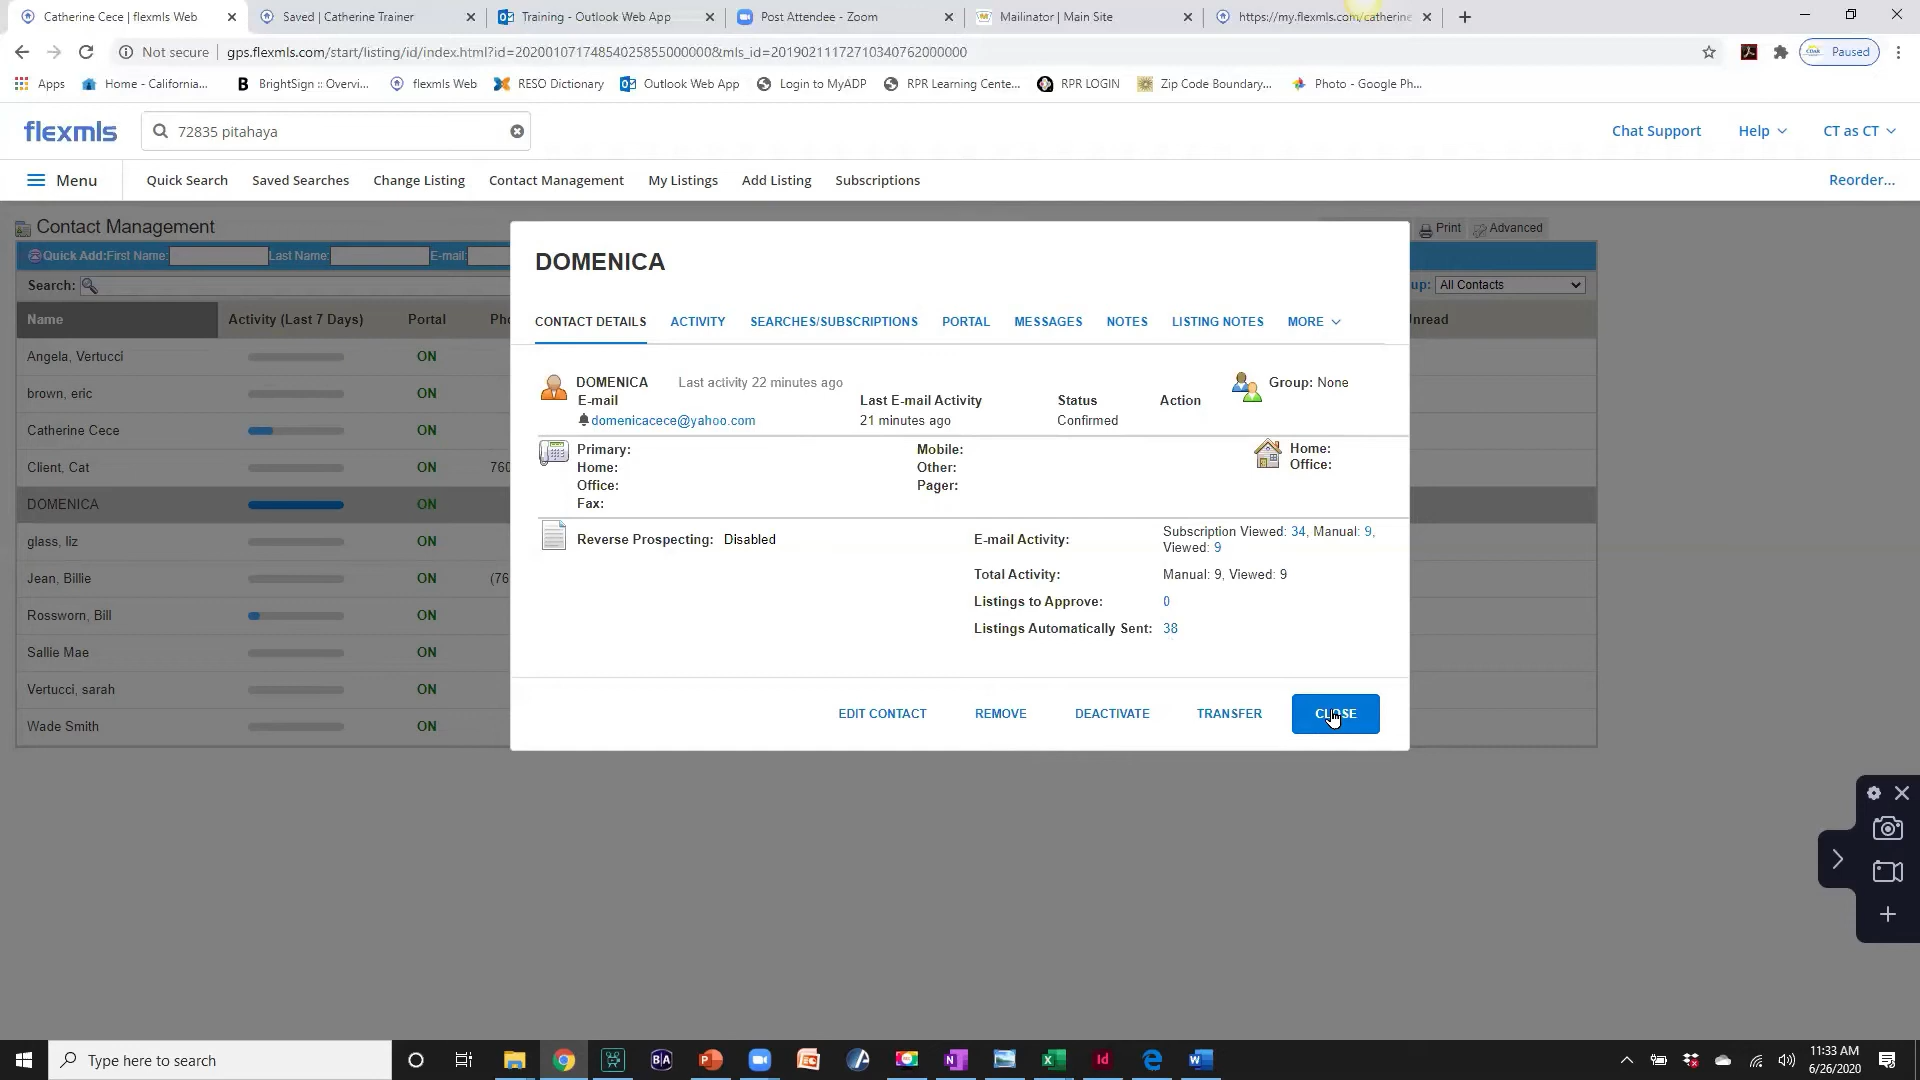 Catherine Cece | flexmls Web
Saved | Catherine Trainer
Training - Outlook Web App
Post Attendee - Zoom
Mailinator | Main Site
https://my.flexmls.com/catherine
Not secure | gps.flexmls.com/start/listing/id/index.html?id=20200107174854025855000000&mls_id=20190211172710340762000000
Paused
Apps
Home - California...
BrightSign :: Overvi...
flexmls Web
RESO Dictionary
Outlook Web App
Login to MyADP
RPR Learning Cente...
RPR LOGIN
Zip Code Boundary...
Photo - Google Ph...
flexmls
72835 pitahaya
Chat Support
Help
CT as CT
Menu
Quick Search
Saved Searches
Change Listing
Contact Management
My Listings
Add Listing
Subscriptions
Reorder...
Contact Management
Print
Advanced
Quick Add:First Name:
Last Name:
E-mail:
Search:
up: All Contacts
Name
Activity (Last 7 Days)
Portal
Pho
Unread
Angela, Vertucci
ON
brown, eric
ON
Catherine Cece
ON
Client, Cat
ON
760
DOMENICA
ON
glass, liz
ON
Jean, Billie
ON
(76
Rossworn, Bill
ON
Sallie Mae
ON
Vertucci, sarah
ON
Wade Smith
ON
DOMENICA
CONTACT DETAILS
ACTIVITY
SEARCHES/SUBSCRIPTIONS
PORTAL
MESSAGES
NOTES
LISTING NOTES
MORE
DOMENICA
Last activity 22 minutes ago
Group: None
E-mail
Last E-mail Activity
Status
Action
domenicacece@yahoo.com
21 minutes ago
Confirmed
Primary:
Mobile:
Home:
Home:
Other:
Office:
Office:
Pager:
Fax:
Reverse Prospecting: Disabled
E-mail Activity:
Subscription Viewed: 34, Manual: 9,
Viewed: 9
Total Activity:
Manual: 9, Viewed: 9
Listings to Approve:
0
Listings Automatically Sent:
38
EDIT CONTACT
REMOVE
DEACTIVATE
TRANSFER
CLOSE
Type here to search
11:33 AM
6/26/2020